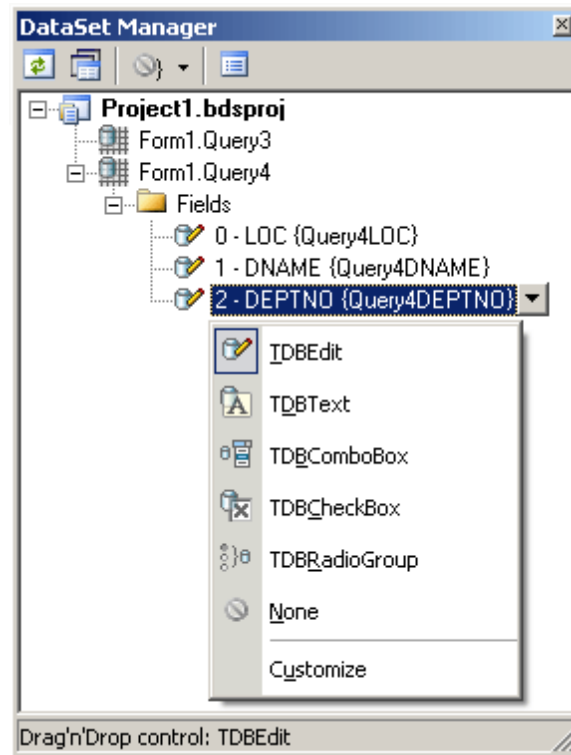 DataSet Manager
Project1.bdsproj
Form1.Query3
Form1.Query4
Fields
0 - LOC {Query4LOC}
1 - DNAME {Query4DNAME}
2 - DEPTNO {Query4DEPTNO}
TDBEdit
TDBText
TDBComboBox
TDBCheckBox
TDBRadioGroup
None
Customize
Drag'n'Drop control: TDBEdit